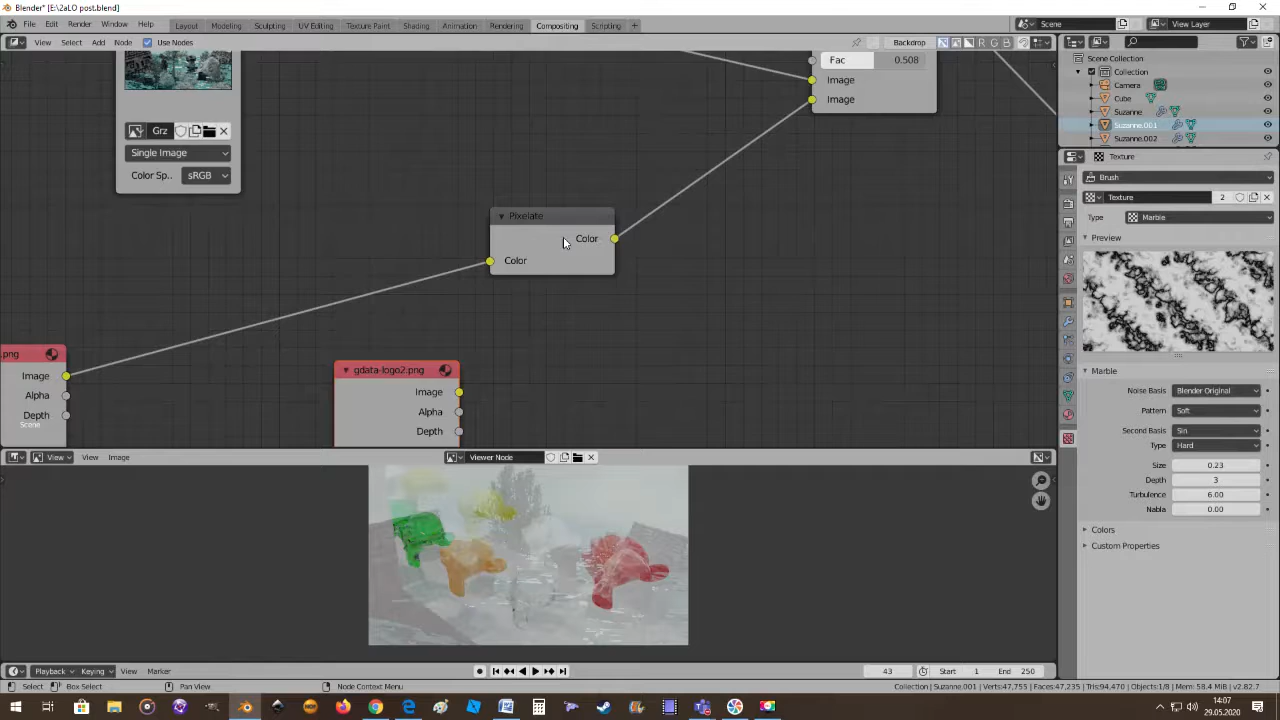 Blender* [E:\2aLO post.blend]
File Edit Render Window Help Layout Modeling Sculpting UV Editing Texture Paint Shading Animation Rendering Compositing Scripting + Scene View Layer
View Select Add Node Use Nodes Backdrop R G B
Scene Collection
Collection
Camera
Cube
Suzanne
Suzanne.001
Suzanne.002
Fac 0.508
Image
Image
Grz
Single Image
Color Sp.. sRGB
Pixelate
Color
Color
.png
Image
Alpha
Depth
Scene
gdata-logo2.png
Image
Alpha
Depth
Texture
Brush
Texture 2
Type Marble
Preview
Marble
Noise Basis Blender Original
Pattern Soft
Second Basis Sin
Type Hard
Size 0.23
Depth 3
Turbulence 6.00
Nabla 0.00
Colors
Custom Properties
View View Image Viewer Node
Playback Keying View Marker 43 Start 1 End 250
Select Box Select Pan View Node Context Menu Collection | Suzanne.001 | Verts:47,755 | Faces:47,235 | Tris:94,470 | Objects:1/8 | Mem: 58.4 MiB | v2.82.7
14:07
29.05.2020